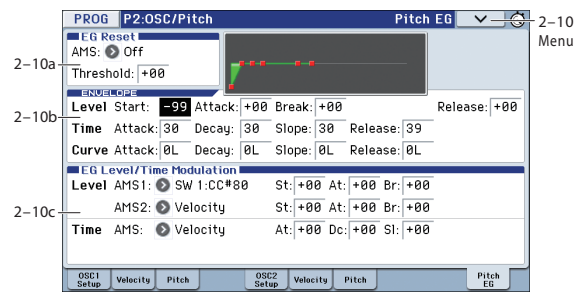 PROG P2:OSC/Pitch Pitch EG
2–10
Menu
EG Reset
AMS: Off
2–10a
Threshold: +00
ENVELOPE
2–10b
Level Start: -99 Attack: +00 Break: +00 Release: +00
Time Attack: 30 Decay: 30 Slope: 30 Release: 39
Curve Attack: 0L Decay: 0L Slope: 0L Release: 0L
EG Level/Time Modulation
Level AMS1: SW 1:CC#80 St: +00 At: +00 Br: +00
2–10c
AMS2: Velocity St: +00 At: +00 Br: +00
Time AMS: Velocity At: +00 Dc: +00 Sl: +00
OSC1 Setup Velocity Pitch OSC2 Setup Velocity Pitch Pitch EG